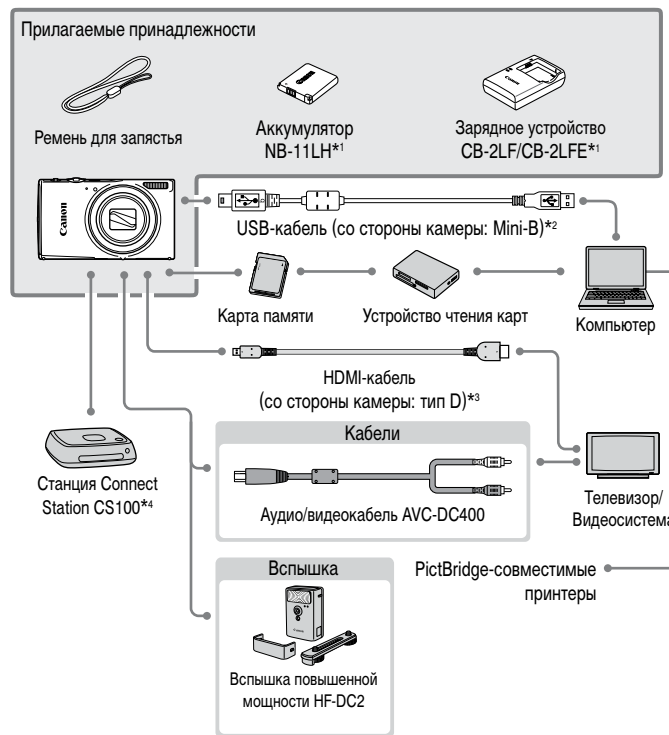 Прилагаемые принадлежности
Ремень для запястья
Аккумулятор
NB-11LH*1
Зарядное устройство
CB-2LF/CB-2LFE*1
Canon
USB-кабель (со стороны камеры: Mini-B)*2
Карта памяти
Устройство чтения карт
Компьютер
HDMI-кабель
(со стороны камеры: тип D)*3
Станция Connect
Station CS100*4
Кабели
Аудио/видеокабель AVC-DC400
Телевизор/
Видеосистема
Вспышка
Вспышка повышенной
мощности HF-DC2
PictBridge-совместимые
принтеры